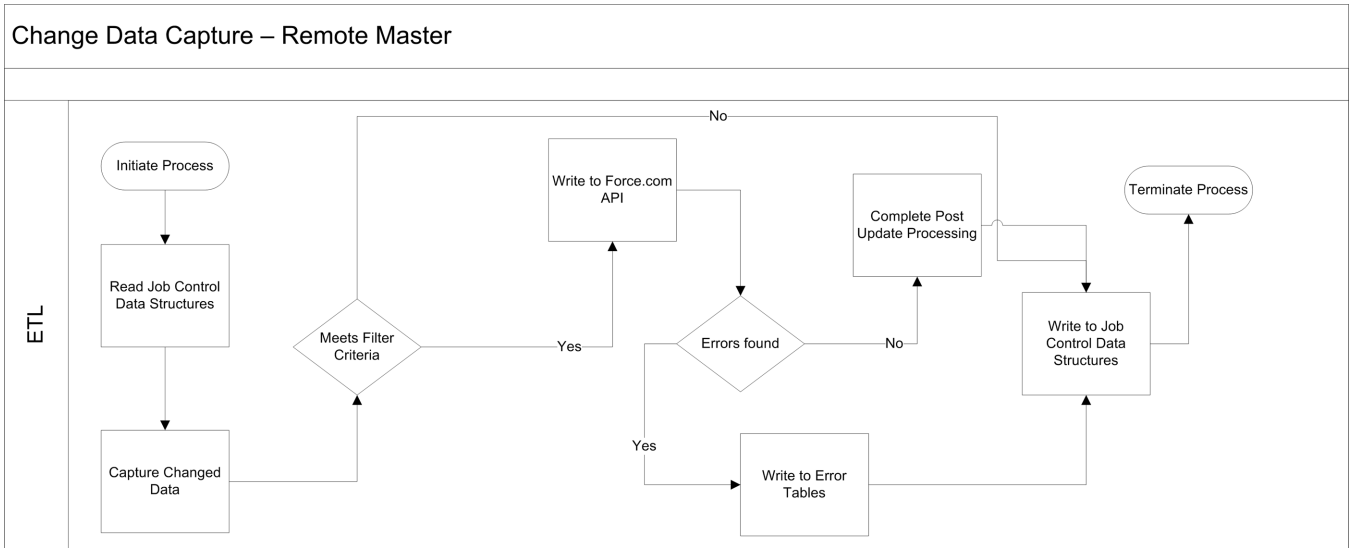 Change Data Capture – Remote Master
ETL
Initiate Process
Read Job Control
Data Structures
Capture Changed
Data
Meets Filter
Criteria
No
Yes
Write to Force.com
API
Errors found
No
Yes
Complete Post
Update Processing
Write to Error
Tables
Write to Job
Control Data
Structures
Terminate Process